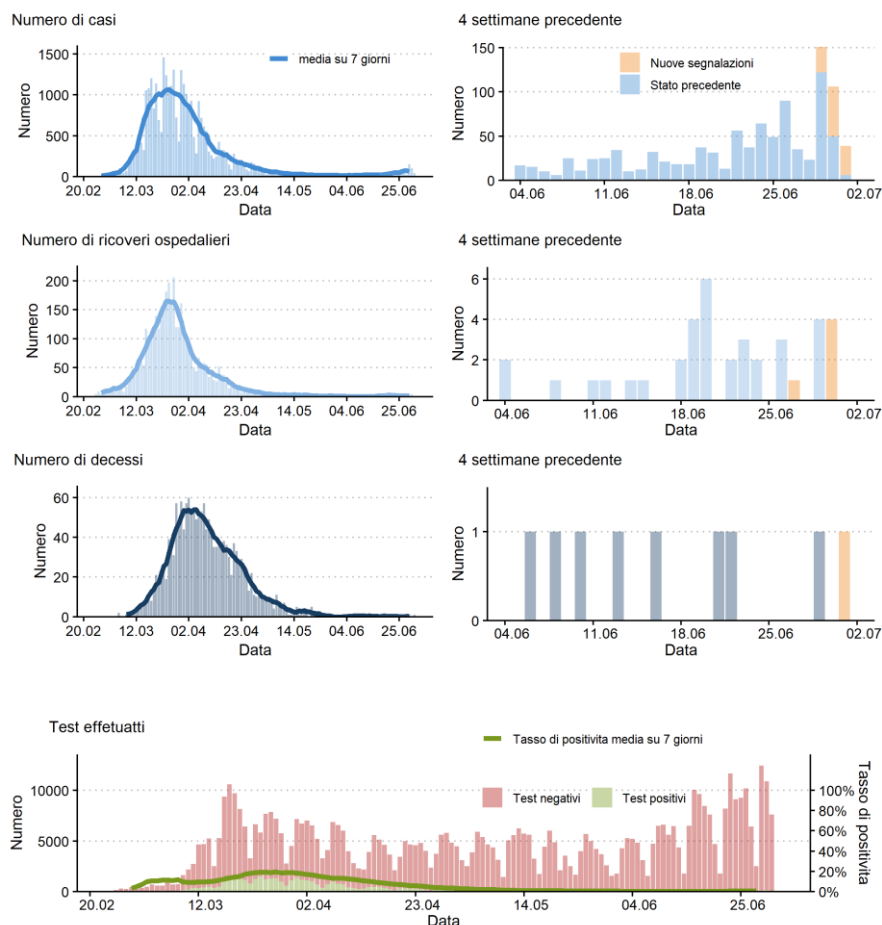 Numero di casi
4 settimane precedente
1500
1000
500
0
Numero
media su 7 giorni
20.02 12.03 02.04 23.04 14.05 04.06 25.06
Data
150
100
50
0
Numero
Nuove segnalazioni
Stato precedente
04.06 11.06 18.06 25.06 02.07
Data
Numero di ricoveri ospedalieri
4 settimane precedente
200
150
100
50
0
Numero
20.02 12.03 02.04 23.04 14.05 04.06 25.06
Data
6
4
2
0
Numero
04.06 11.06 18.06 25.06 02.07
Data
Numero di decessi
4 settimane precedente
60
40
20
0
Numero
20.02 12.03 02.04 23.04 14.05 04.06 25.06
Data
1
0
Numero
04.06 11.06 18.06 25.06 02.07
Data
Test effetuatti
Tasso di positivita media su 7 giorni
Test negativi Test positivi
10000
5000
0
Numero
100%
80%
60%
40%
20%
0%
Tasso di positivita
20.02 12.03 02.04 23.04 14.05 04.06 25.06
Data